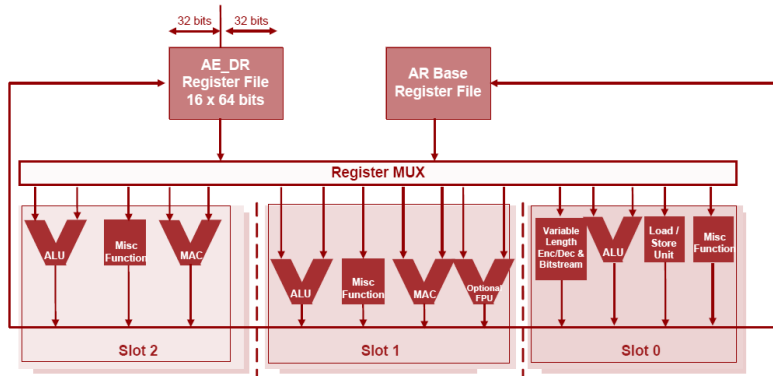 32 bits
32 bits
AE_DR
Register File
16 x 64 bits
AR Base
Register File
Register MUX
ALU
Misc
Function
MAC
ALU
Misc
Function
MAC
Optional
FPU
Variable
Length
Enc/Dec &
Bitstream
ALU
Load /
Store
Unit
Misc
Function
Slot 2
Slot 1
Slot 0